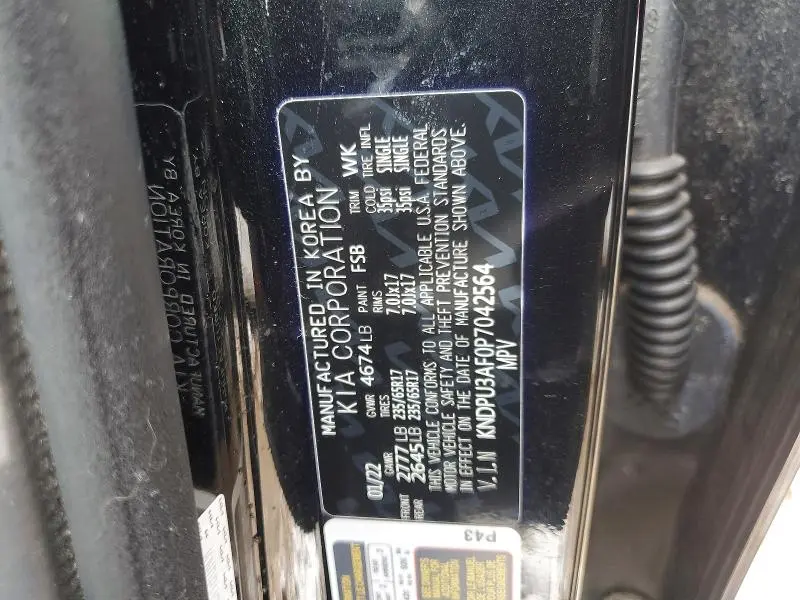 MANUFACTURED IN KOREA BY
KIA CORPORATION
01/22 GVWR 4674LB PAINT FSB TRIM WK
GAWR TIRES RIMS COLD TIRE INFL
FRONT 2777LB 235/65R17 7.0Jx17 35psi SINGLE
REAR 2645LB 235/65R17 7.0Jx17 35psi SINGLE
THIS VEHICLE CONFORMS TO ALL APPLICABLE U.S.A. FEDERAL
MOTOR VEHICLE SAFETY AND THEFT PREVENTION STANDARDS
IN EFFECT ON THE DATE OF MANUFACTURE SHOWN ABOVE.
V.I.N KNDPU3AF0P7042564
MPV
P43